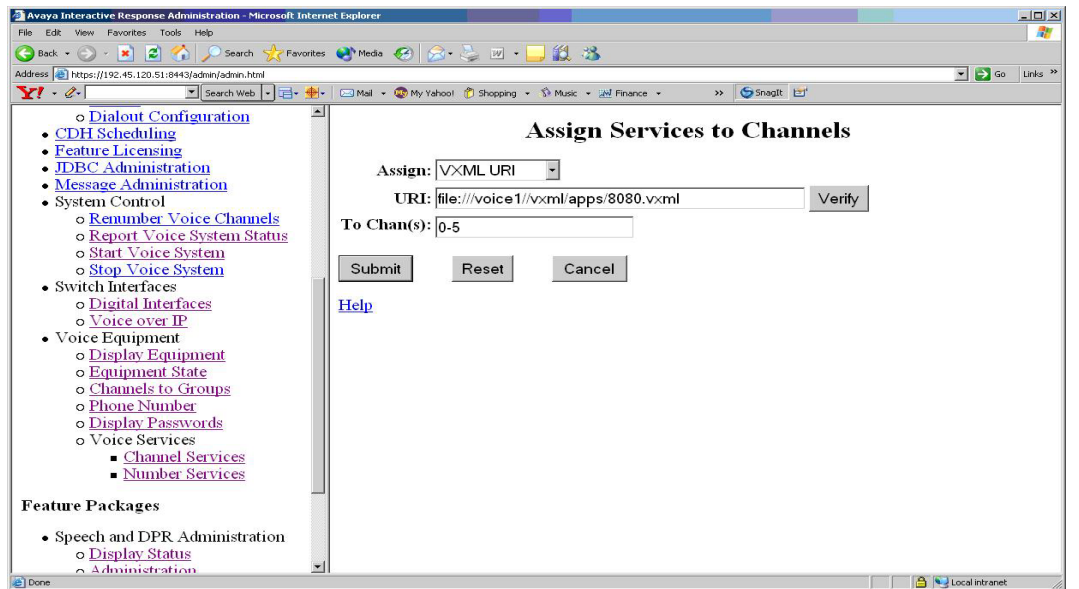 Avaya Interactive Response Administration - Microsoft Internet Explorer
File Edit View Favorites Tools Help
Back Search Favorites Media
Address https://192.45.120.51:8443/admin/admin.html Go Links »
Y! Search Web Mail My Yahoo! Shopping Music Finance » SnagIt
Dialout Configuration
CDH Scheduling
Feature Licensing
JDBC Administration
Message Administration
System Control
Renumber Voice Channels
Report Voice System Status
Start Voice System
Stop Voice System
Switch Interfaces
Digital Interfaces
Voice over IP
Voice Equipment
Display Equipment
Equipment State
Channels to Groups
Phone Number
Display Passwords
Voice Services
Channel Services
Number Services
Feature Packages
Speech and DPR Administration
Display Status
Administration
Assign Services to Channels
Assign: VXML URI
URI: file:///voice1//vxml/apps/8080.vxml Verify
To Chan(s): 0-5
Submit Reset Cancel
Help
Done Local intranet